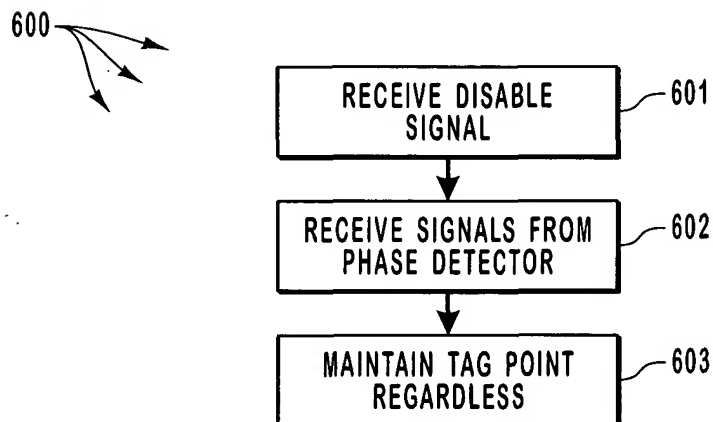 600
RECEIVE DISABLE
SIGNAL
601
RECEIVE SIGNALS FROM
PHASE DETECTOR
602
MAINTAIN TAG POINT
REGARDLESS
603